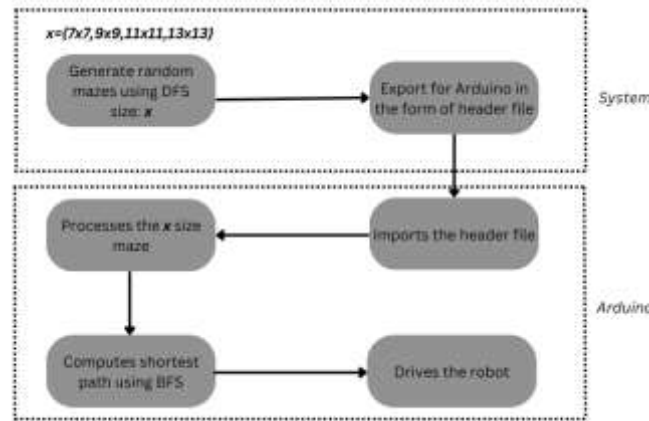 x={7x7,9x9,11x11,13x13}
Generate random
mazes using DFS
size: x
Export for Arduino in
the form of header file
System
Processes the x size
maze
Imports the header file
Arduino
Computes shortest
path using BFS
Drives the robot